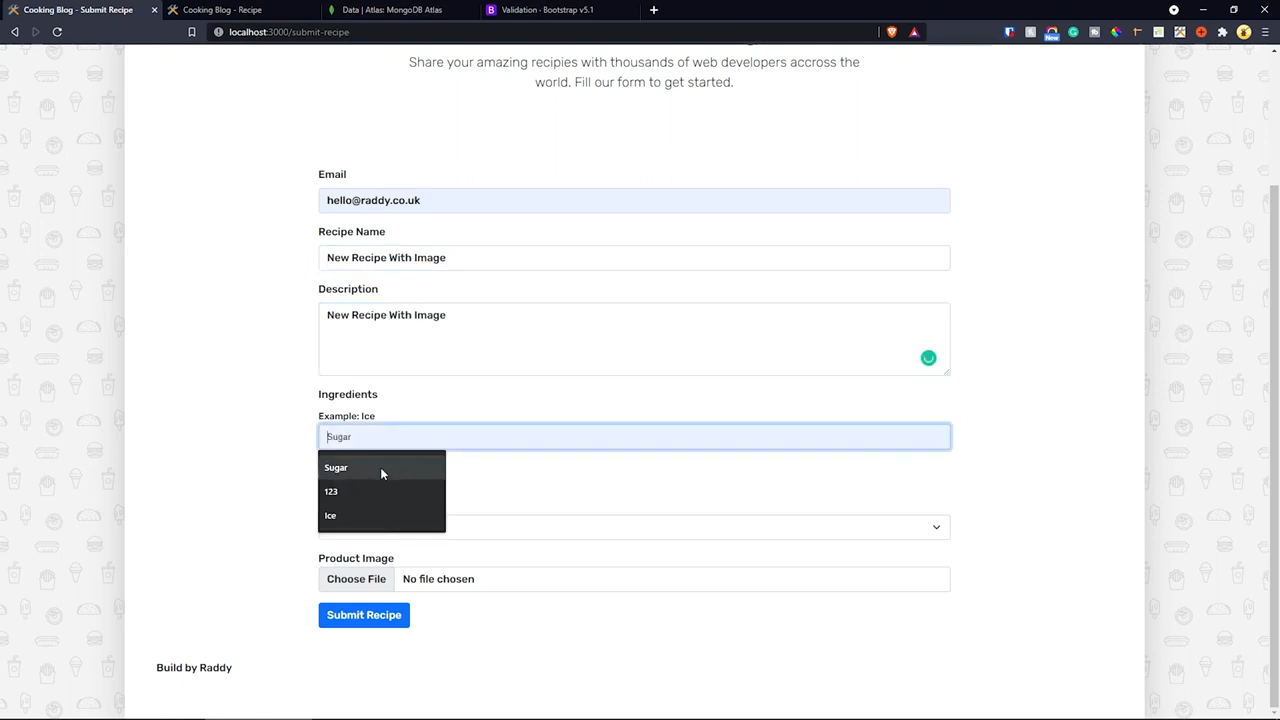 Cooking Blog - Submit Recipe
Cooking Blog - Recipe
Data | Atlas: MongoDB Atlas
B Validation · Bootstrap v5.1
localhost:3000/submit-recipe
New
Share your amazing recipies with thousands of web developers accross the
world. Fill our form to get started.
Email
hello@raddy.co.uk
Recipe Name
New Recipe With Image
Description
New Recipe With Image
Ingredients
Example: Ice
Sugar
Sugar
123
Ice
Product Image
Choose File No file chosen
Submit Recipe
Build by Raddy